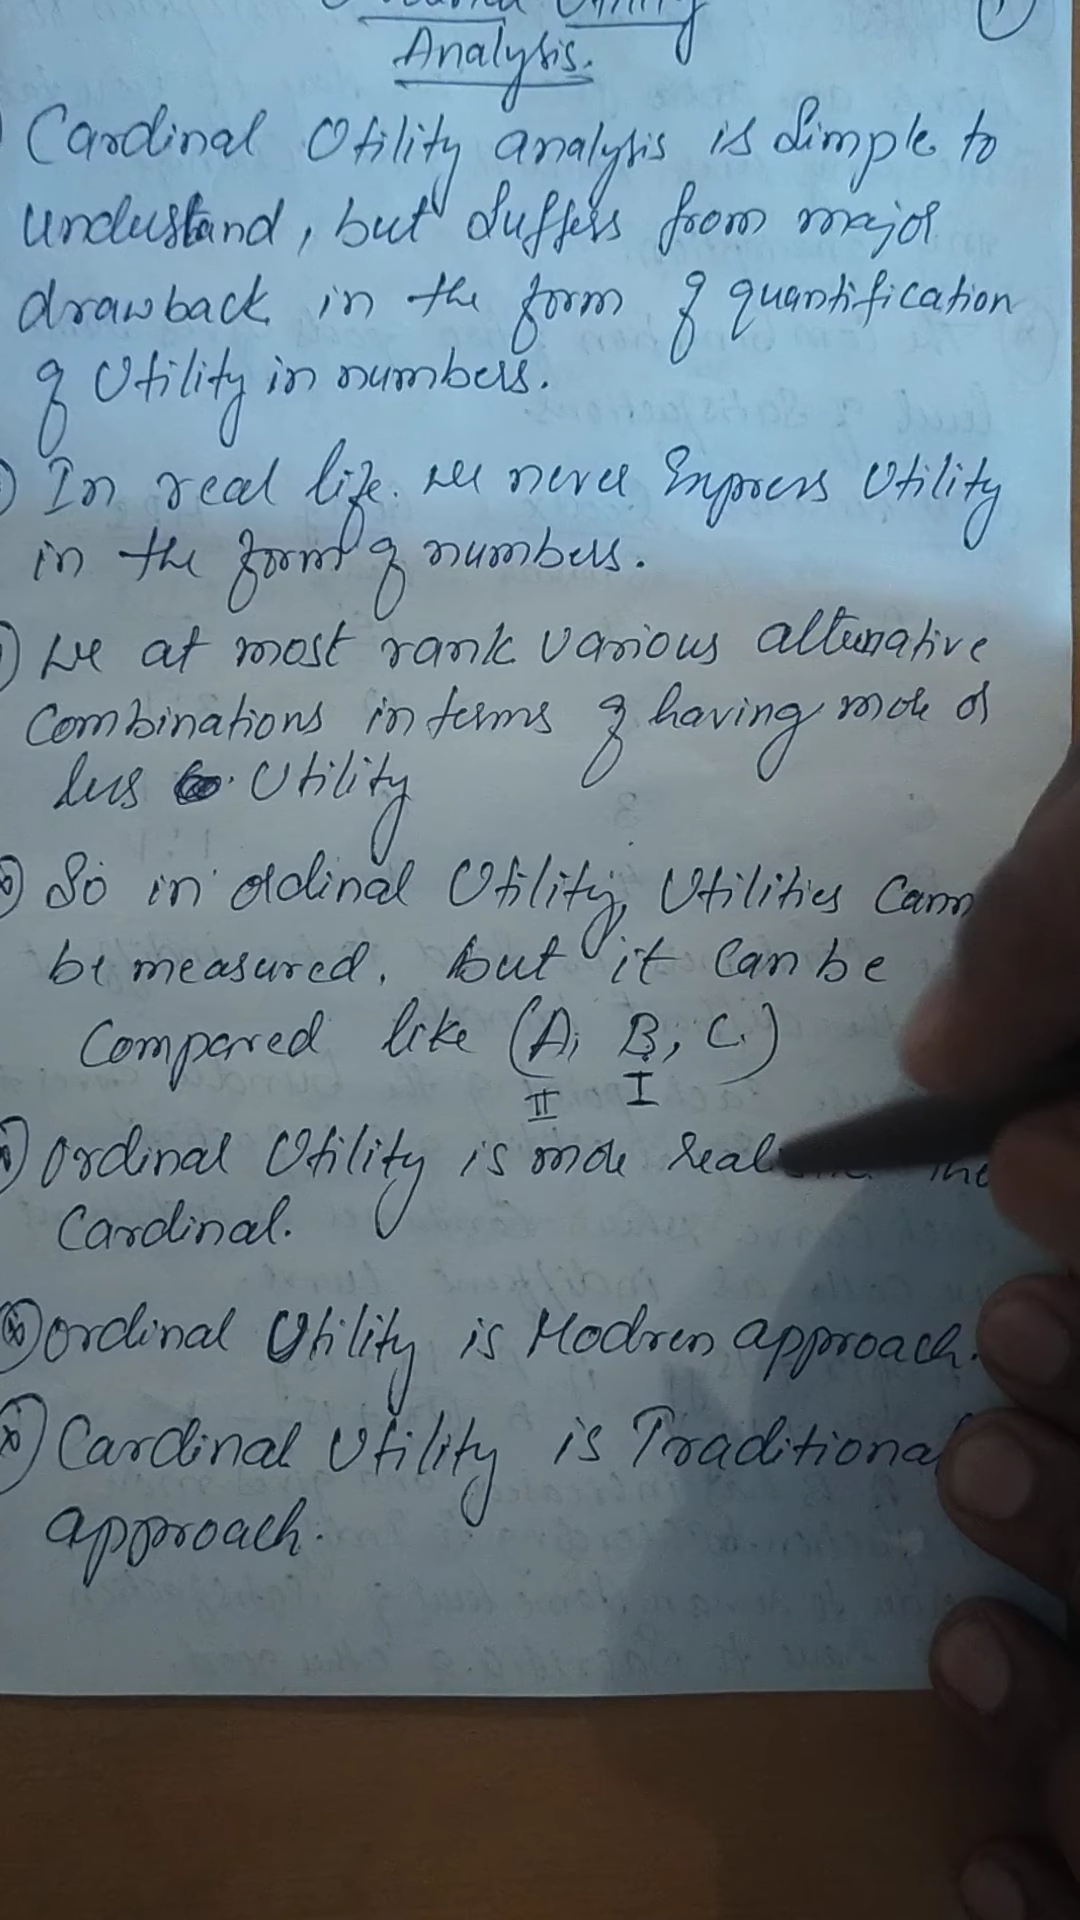 Utility
Analysis.
Cardinal Utility analysis is Simple to
understand, but Suffers from major
drawback in the form of quantification
of Utility in numbers.
In real life. we never Express Utility
in the form of numbers.
we at most rank various alternative
Combinations in terms of having more or
less Utility
So in ordinal Utility, Utilities
be measured, but it Can be
Compared like (A, B, C.)
II I
Ordinal Utility is more
Cardinal.
Ordinal Utility is Modren approach.
Cardinal Utility is Traditional
approach.